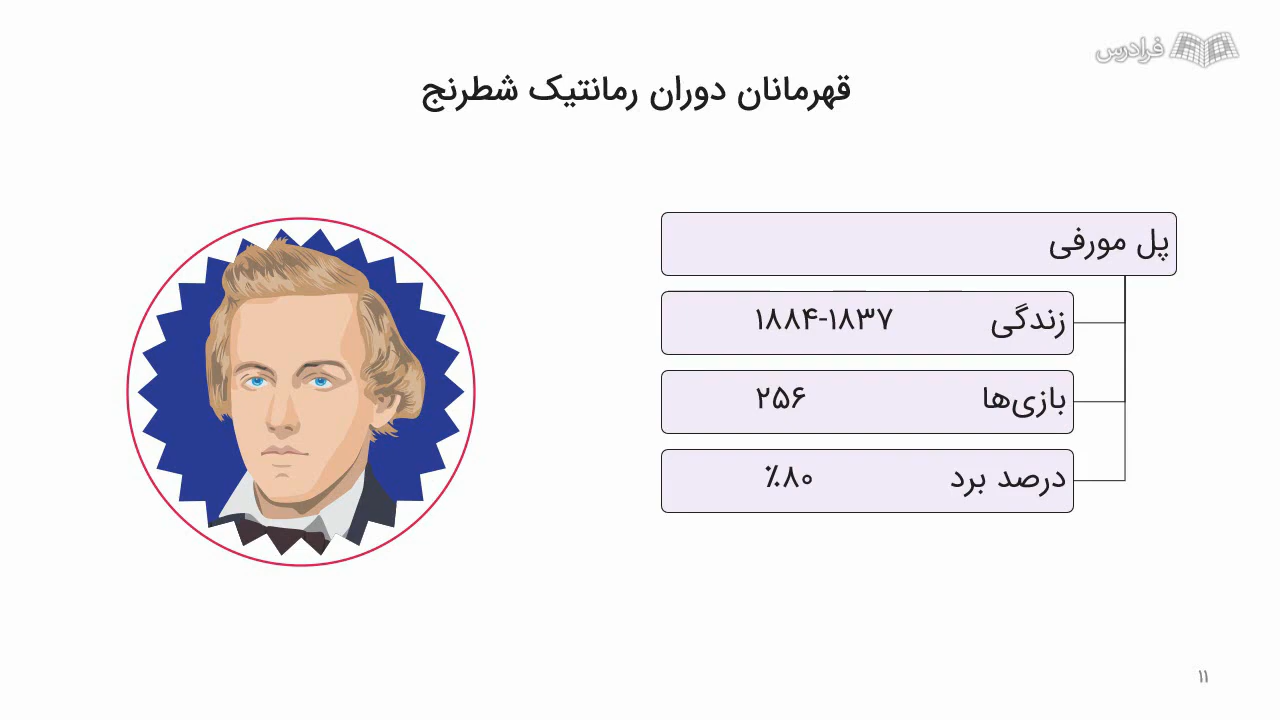 فرادرس
قهرمانان دوران رمانتیک شطرنج
پل مورفی
زندگی ۱۸۳۷-۱۸۸۴
بازی‌ها ۲۵۶
درصد برد ۸۰٪
۱۱